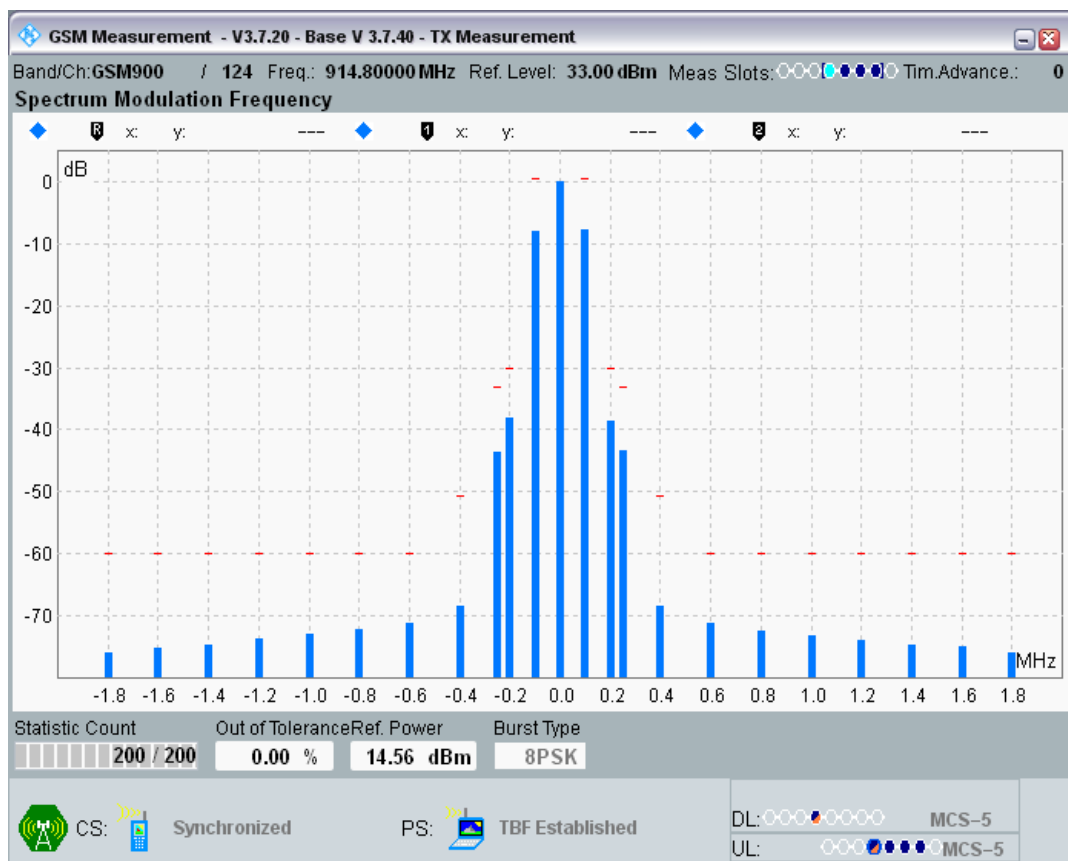 GSM Measurement - V3.7.20 - Base V 3.7.40 - TX Measurement
Band/Ch:GSM900 / 124 Freq.: 914.80000 MHz Ref. Level: 33.00 dBm Meas Slots: Tim.Advance.: 0
Spectrum Modulation Frequency
R x: y: --- 1 x: y: --- 2 x: y: ---
dB
0
-10
-20
-30
-40
-50
-60
-70
MHz
-1.8 -1.6 -1.4 -1.2 -1.0 -0.8 -0.6 -0.4 -0.2 0.0 0.2 0.4 0.6 0.8 1.0 1.2 1.4 1.6 1.8
Statistic Count Out of Tolerance Ref. Power Burst Type
200 / 200 0.00 % 14.56 dBm 8PSK
CS: Synchronized PS: TBF Established
DL: MCS-5
UL: MCS-5